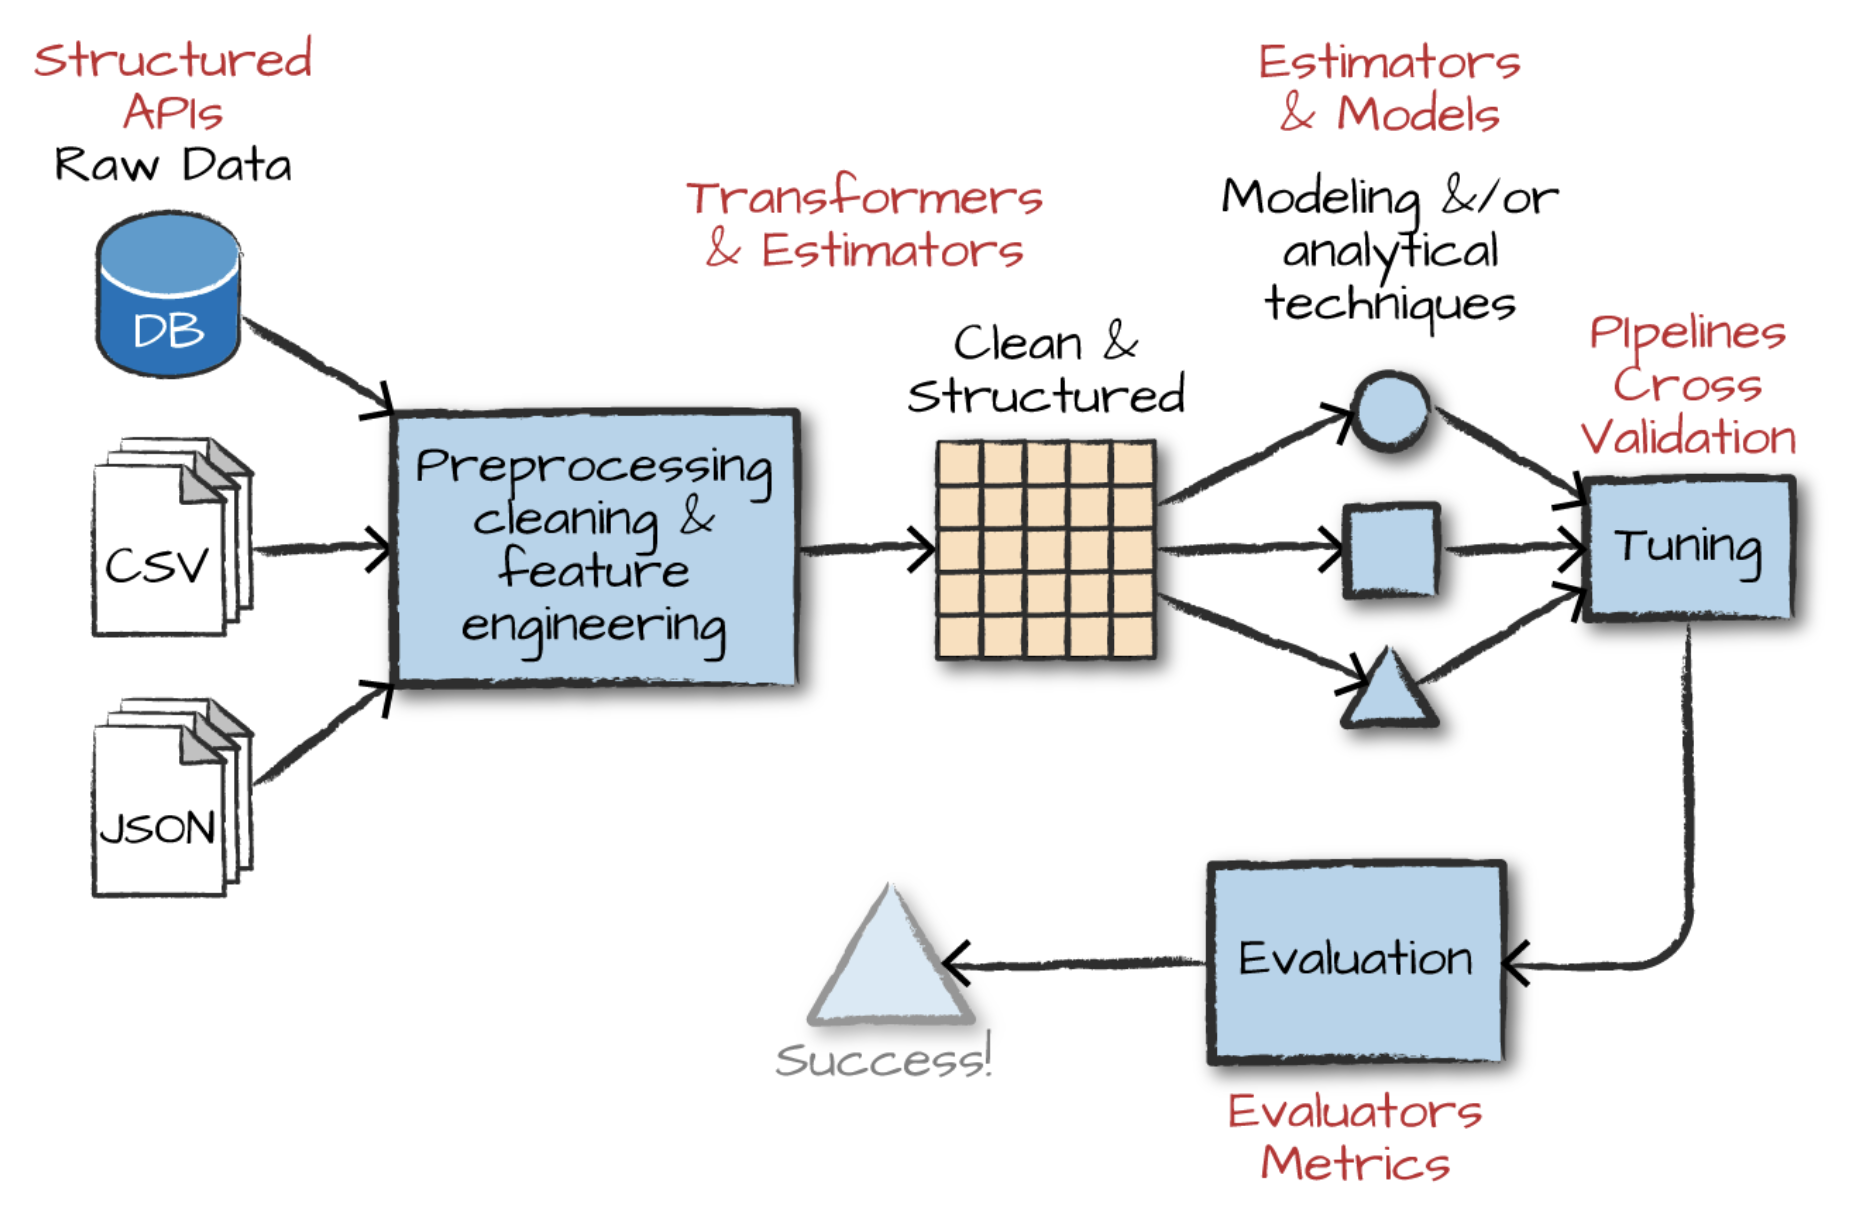 Structured
APIs
Raw Data
DB
CSV
JSON
Preprocessing
cleaning &
feature
engineering
Transformers
& Estimators
Clean &
Structured
Estimators
& Models
Modeling &/or
analytical
techniques
PIpelines
Cross
Validation
Tuning
Evaluation
Evaluators
Metrics
Success!